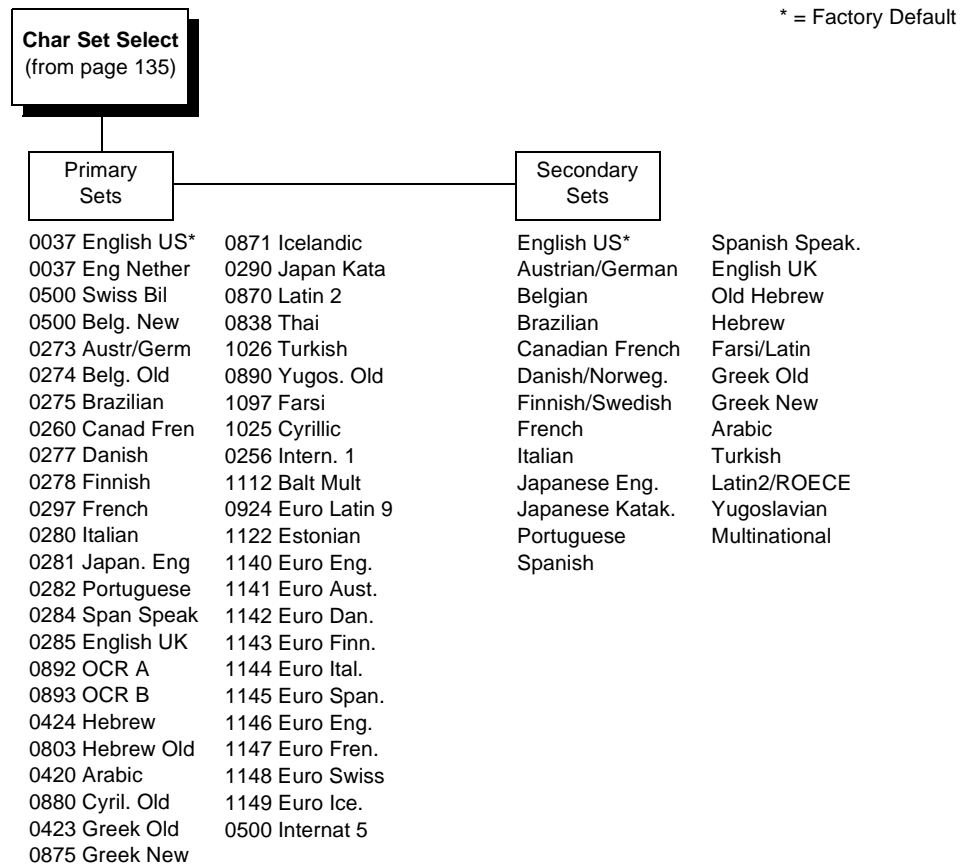 * = Factory Default
Char Set Select
(from page 135)
Primary
Sets
0037 English US*
0037 Eng Nether
0500 Swiss Bil
0500 Belg. New
0273 Austr/Germ
0274 Belg. Old
0275 Brazilian
0260 Canad Fren
0277 Danish
0278 Finnish
0297 French
0280 Italian
0281 Japan. Eng
0282 Portuguese
0284 Span Speak
0285 English UK
0892 OCR A
0893 OCR B
0424 Hebrew
0803 Hebrew Old
0420 Arabic
0880 Cyril. Old
0423 Greek Old
0875 Greek New
0871 Icelandic
0290 Japan Kata
0870 Latin 2
0838 Thai
1026 Turkish
0890 Yugos. Old
1097 Farsi
1025 Cyrillic
0256 Intern. 1
1112 Balt Mult
0924 Euro Latin 9
1122 Estonian
1140 Euro Eng.
1141 Euro Aust.
1142 Euro Dan.
1143 Euro Finn.
1144 Euro Ital.
1145 Euro Span.
1146 Euro Eng.
1147 Euro Fren.
1148 Euro Swiss
1149 Euro Ice.
0500 Internat 5
Secondary
Sets
English US*
Austrian/German
Belgian
Brazilian
Canadian French
Danish/Norweg.
Finnish/Swedish
French
Italian
Japanese Eng.
Japanese Katak.
Portuguese
Spanish
Spanish Speak.
English UK
Old Hebrew
Hebrew
Farsi/Latin
Greek Old
Greek New
Arabic
Turkish
Latin2/ROECE
Yugoslavian
Multinational